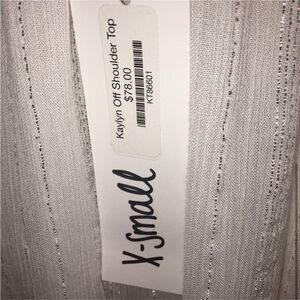 Kaylyn Off Shoulder Top
$78.00
KT86601
X-Small